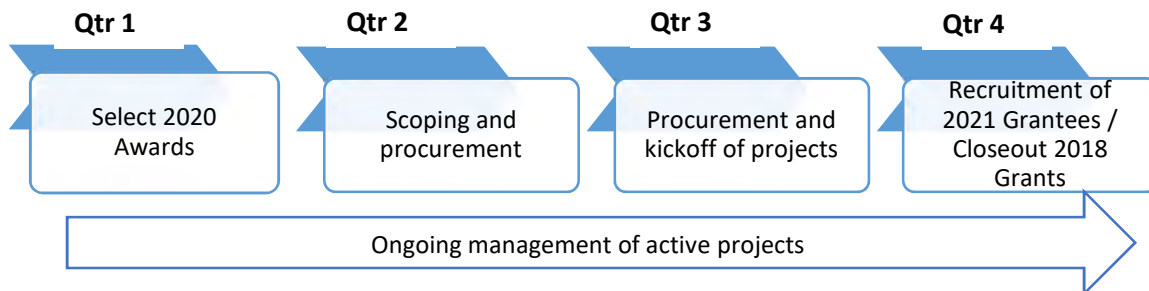 Qtr 1
Qtr 2
Qtr 3
Qtr 4
Select 2020
Awards
Scoping and
procurement
Procurement and
kickoff of projects
Recruitment of
2021 Grantees /
Closeout 2018
Grants
Ongoing management of active projects